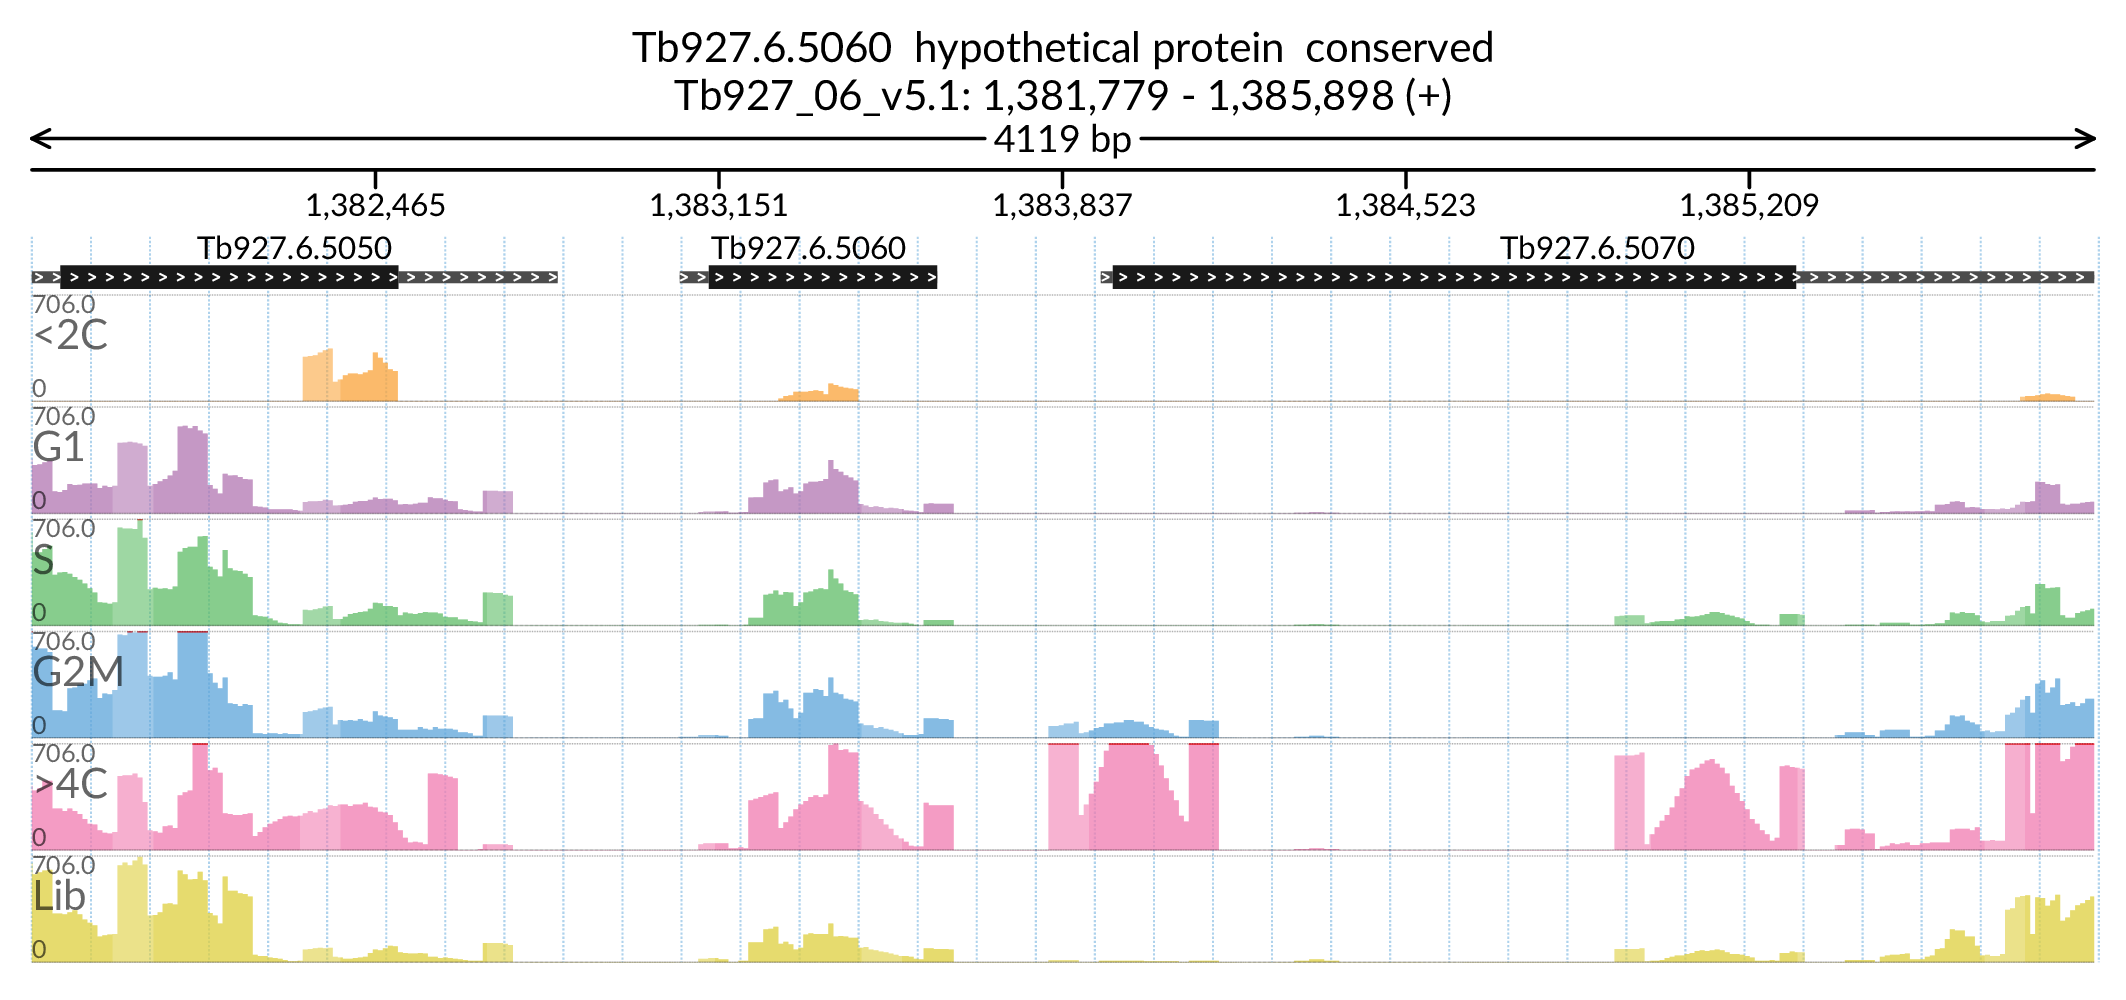 Tb927.6.5060 hypothetical protein conserved
Tb927_06_v5.1: 1,381,779 - 1,385,898 (+)
4119 bp
1,382,465 1,383,151 1,383,837 1,384,523 1,385,209
Tb927.6.5050 Tb927.6.5060 Tb927.6.5070
706.0
<2C
0
706.0
G1
0
706.0
S
0
706.0
G2M
0
706.0
>4C
0
706.0
Lib
0